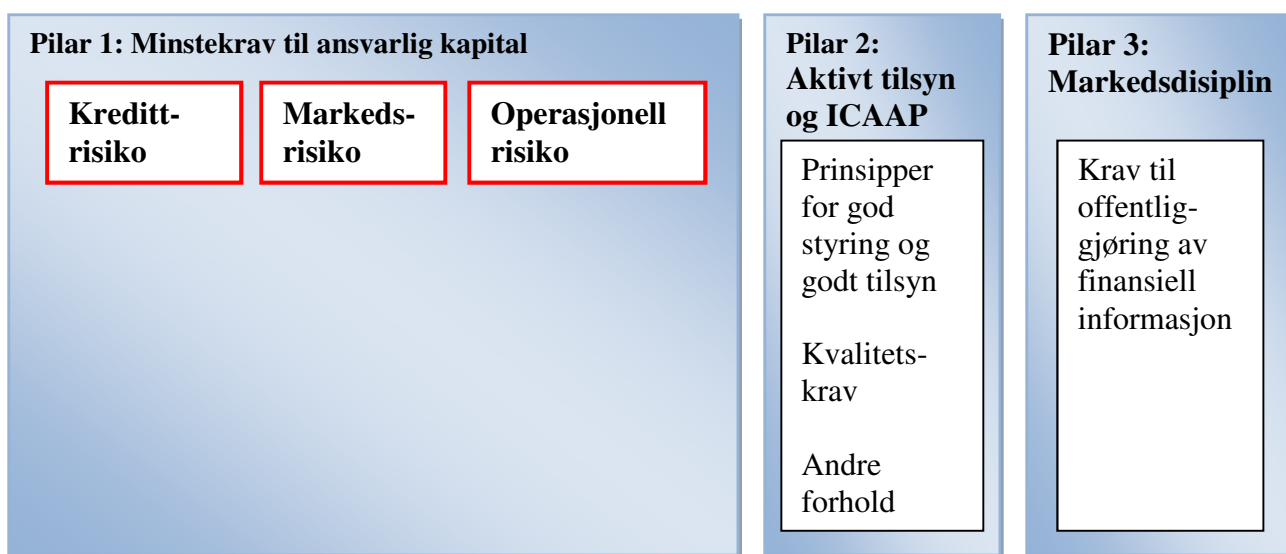 Pilar 1: Minstekrav til ansvarlig kapital
Kreditt-
risiko
Markeds-
risiko
Operasjonell
risiko
Pilar 2:
Aktivt tilsyn
og ICAAP
Prinsipper
for god
styring og
godt tilsyn
Kvalitets-
krav
Andre
forhold
Pilar 3:
Markedsdisiplin
Krav til
offentlig-
gjøring av
finansiell
informasjon